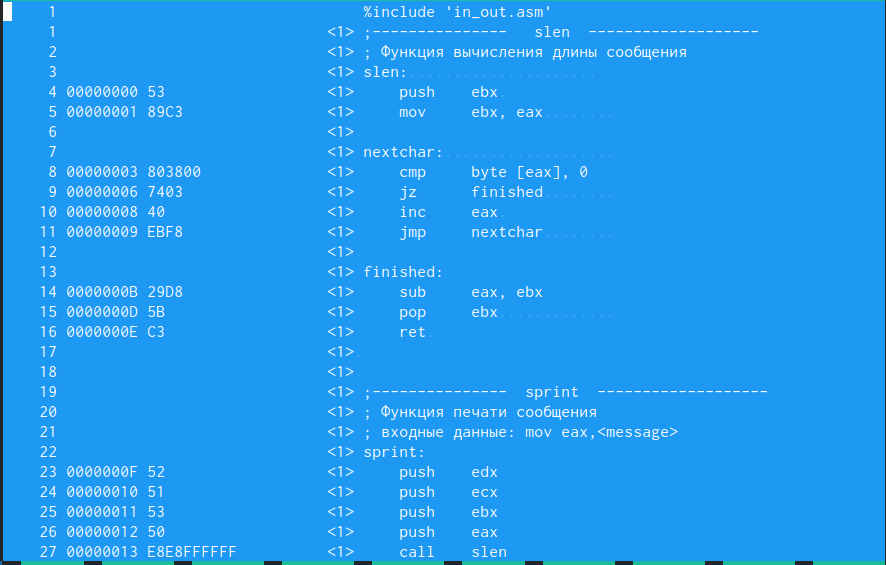 1 %include 'in_out.asm'
1 <1> ;--------------- slen -------------------
2 <1> ; Функция вычисления длины сообщения
3 <1> slen:.....................
4 00000000 53 <1> push ebx.............
5 00000001 89C3 <1> mov ebx, eax........
6 <1>.....
7 <1> nextchar:...................
8 00000003 803800 <1> cmp byte [eax], 0...
9 00000006 7403 <1> jz finished........
10 00000008 40 <1> inc eax.............
11 00000009 EBF8 <1> jmp nextchar........
12 <1>.....
13 <1> finished:
14 0000000B 29D8 <1> sub eax, ebx
15 0000000D 5B <1> pop ebx.............
16 0000000E C3 <1> ret.....................
17 <1>.
18 <1>.
19 <1> ;--------------- sprint -------------------
20 <1> ; Функция печати сообщения
21 <1> ; входные данные: mov eax,<message>
22 <1> sprint:
23 0000000F 52 <1> push edx
24 00000010 51 <1> push ecx
25 00000011 53 <1> push ebx
26 00000012 50 <1> push eax
27 00000013 E8E8FFFFFF <1> call slen